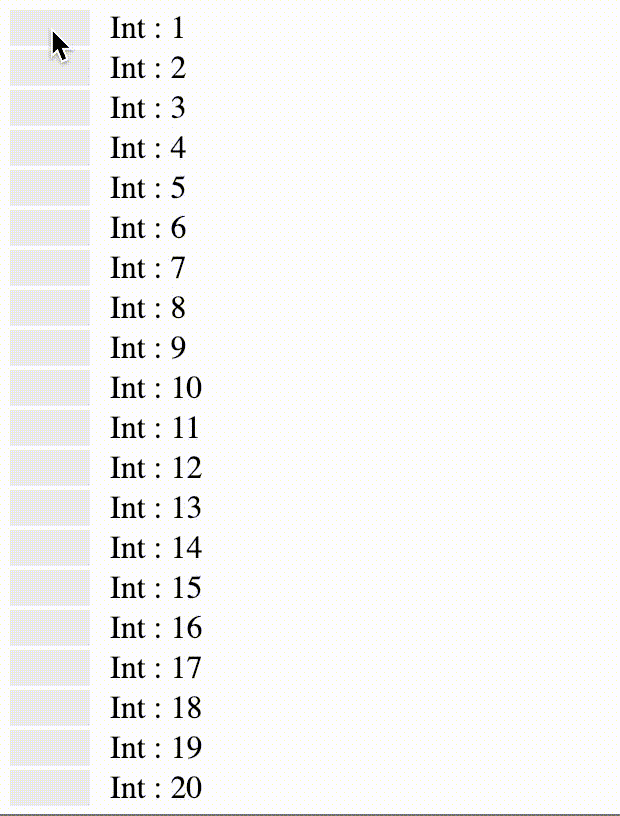 Int : 1
Int : 2
Int : 3
Int : 4
Int : 5
Int : 6
Int : 7
Int : 8
Int : 9
Int : 10
Int : 11
Int : 12
Int : 13
Int : 14
Int : 15
Int : 16
Int : 17
Int : 18
Int : 19
Int : 20